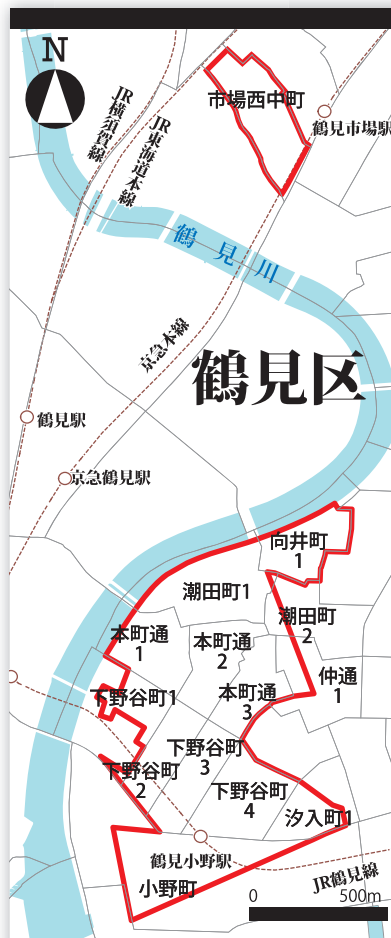 N
市場西中町
鶴見市場駅
JR横須賀線
JR東海道本線
鶴見川
京急本線
鶴見区
鶴見駅
京急鶴見駅
向井町
1
潮田町1
潮田町
2
本町通
1
本町通
2
仲通
1
下野谷町1
本町通
3
下野谷町
2
下野谷町
3
下野谷町
4
汐入町1
鶴見小野駅
小野町
JR鶴見線
0 500m